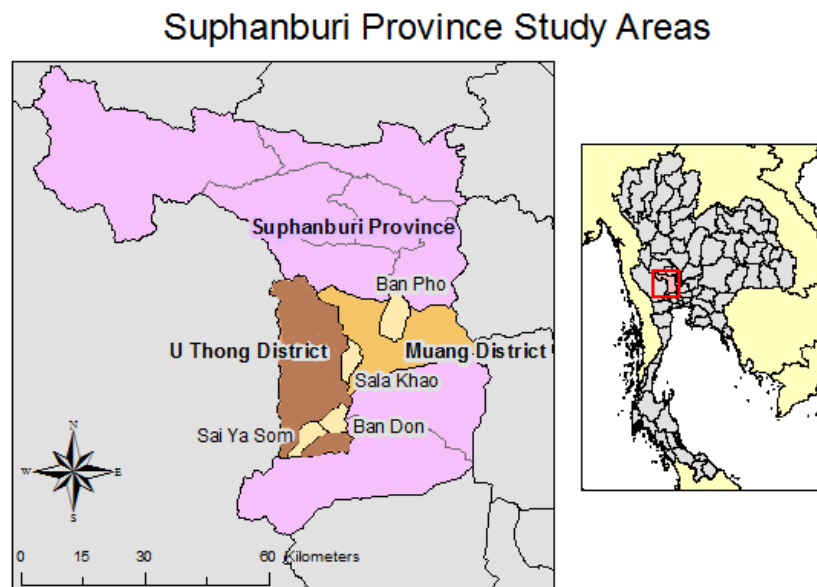 Suphanburi Province Study Areas
Suphanburi Province
Ban Pho
U Thong District
Muang District
Sala Khao
Sai Ya Som
Ban Don
N
W E
S
0 15 30 60 Kilometers